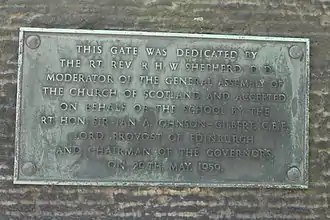 THIS GATE WAS DEDICATED BY
THE RT. REV. R. H. W. SHEPHERD, D.D.
MODERATOR OF THE GENERAL ASSEMBLY OF
THE CHURCH OF SCOTLAND AND ACCEPTED
ON BEHALF OF THE SCHOOL BY THE
RT. HON. SIR IAN A. JOHNSON-GILBERT, C.B.E.
LORD PROVOST OF EDINBURGH
AND CHAIRMAN OF THE GOVERNORS
ON 29TH MAY, 1959.